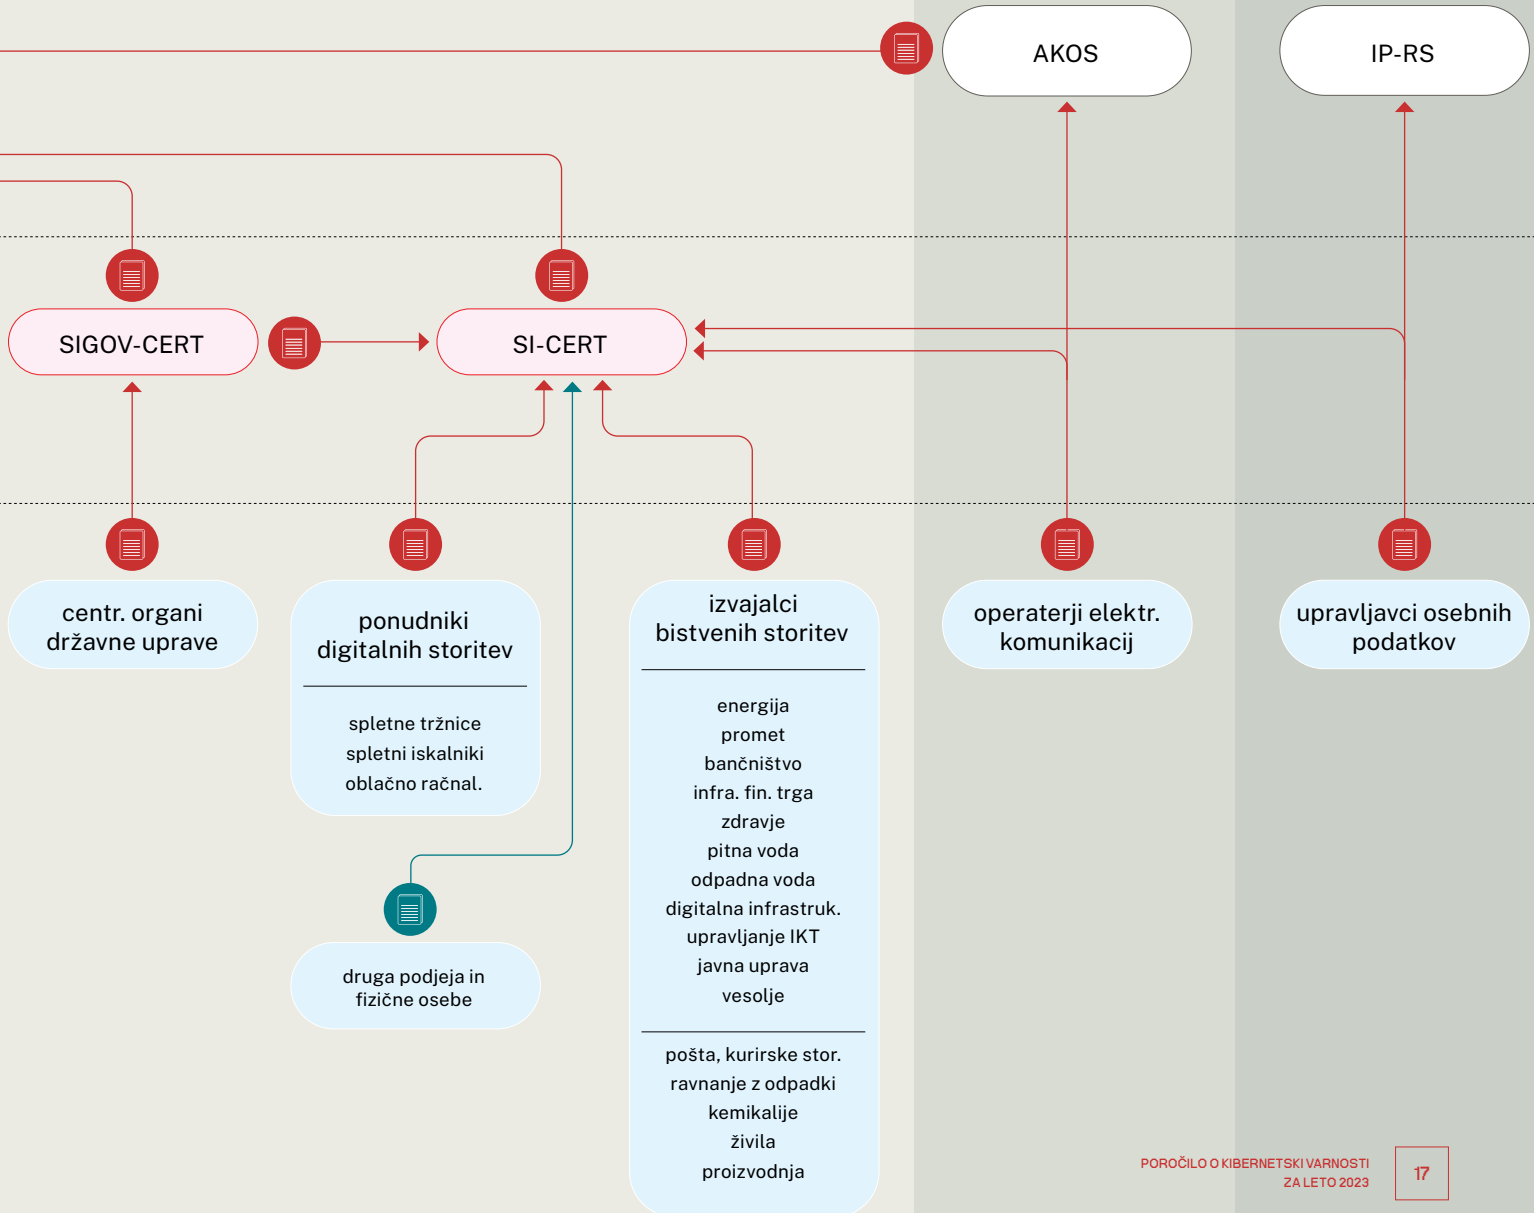 AKOS
IP-RS
SIGOV-CERT
SI-CERT
centr. organi
državne uprave
ponudniki
digitalnih storitev
spletne tržnice
spletni iskalniki
oblačno račnal.
druga podjeja in
fizične osebe
izvajalci
bistvenih storitev
energija
promet
bančništvo
infra. fin. trga
zdravje
pitna voda
odpadna voda
digitalna infrastruk.
upravljanje IKT
javna uprava
vesolje
pošta, kurirske stor.
ravnanje z odpadki
kemikalije
živila
proizvodnja
operaterji elektr.
komunikacij
upravljavci osebnih
podatkov
POROČILO O KIBERNETSKI VARNOSTI
ZA LETO 2023
17